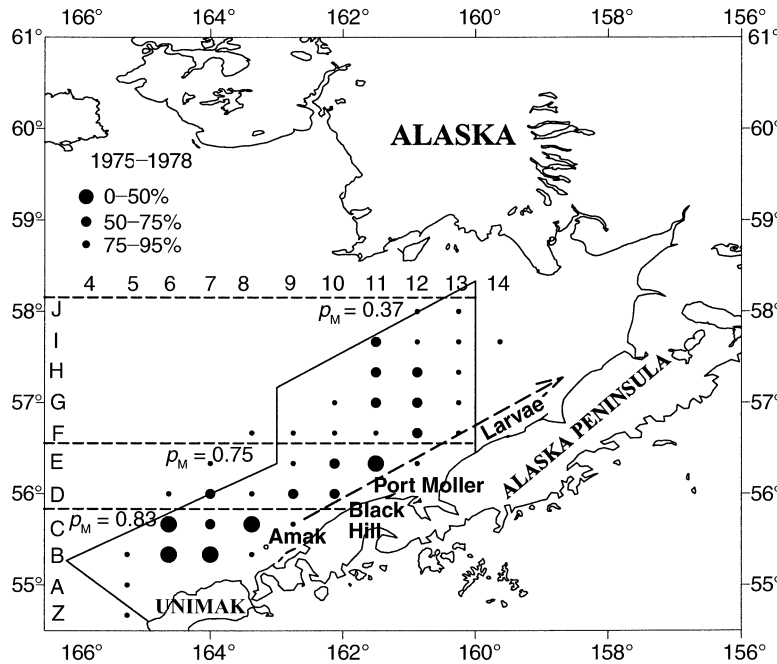 166° 164° 162° 160° 158° 156°
61° 61°
ALASKA
60° 60°
1975–1978
0–50%
50–75%
75–95%
59° 59°
4 5 6 7 8 9 10 11 12 13 14
58° 58°
J
pM = 0.37
I
H
57° 57°
G
Larvae
F
ALASKA PENINSULA
pM = 0.75
E
Port Moller
56° 56°
D
Black
Hill
pM = 0.83
C
Amak
B
55° 55°
A
UNIMAK
Z
166° 164° 162° 160° 158° 156°